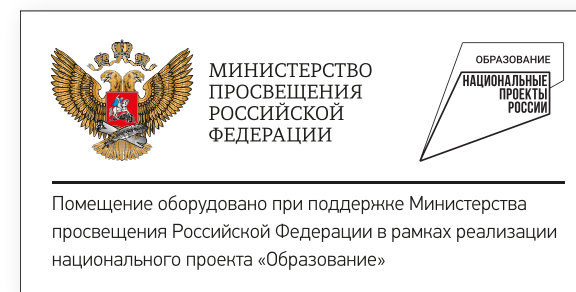 МИНИСТЕРСТВО
ПРОСВЕЩЕНИЯ
РОССИЙСКОЙ
ФЕДЕРАЦИИ
ОБРАЗОВАНИЕ
НАЦИОНАЛЬНЫЕ
ПРОЕКТЫ
РОССИИ
Помещение оборудовано при поддержке Министерства
просвещения Российской Федерации в рамках реализации
национального проекта «Образование»